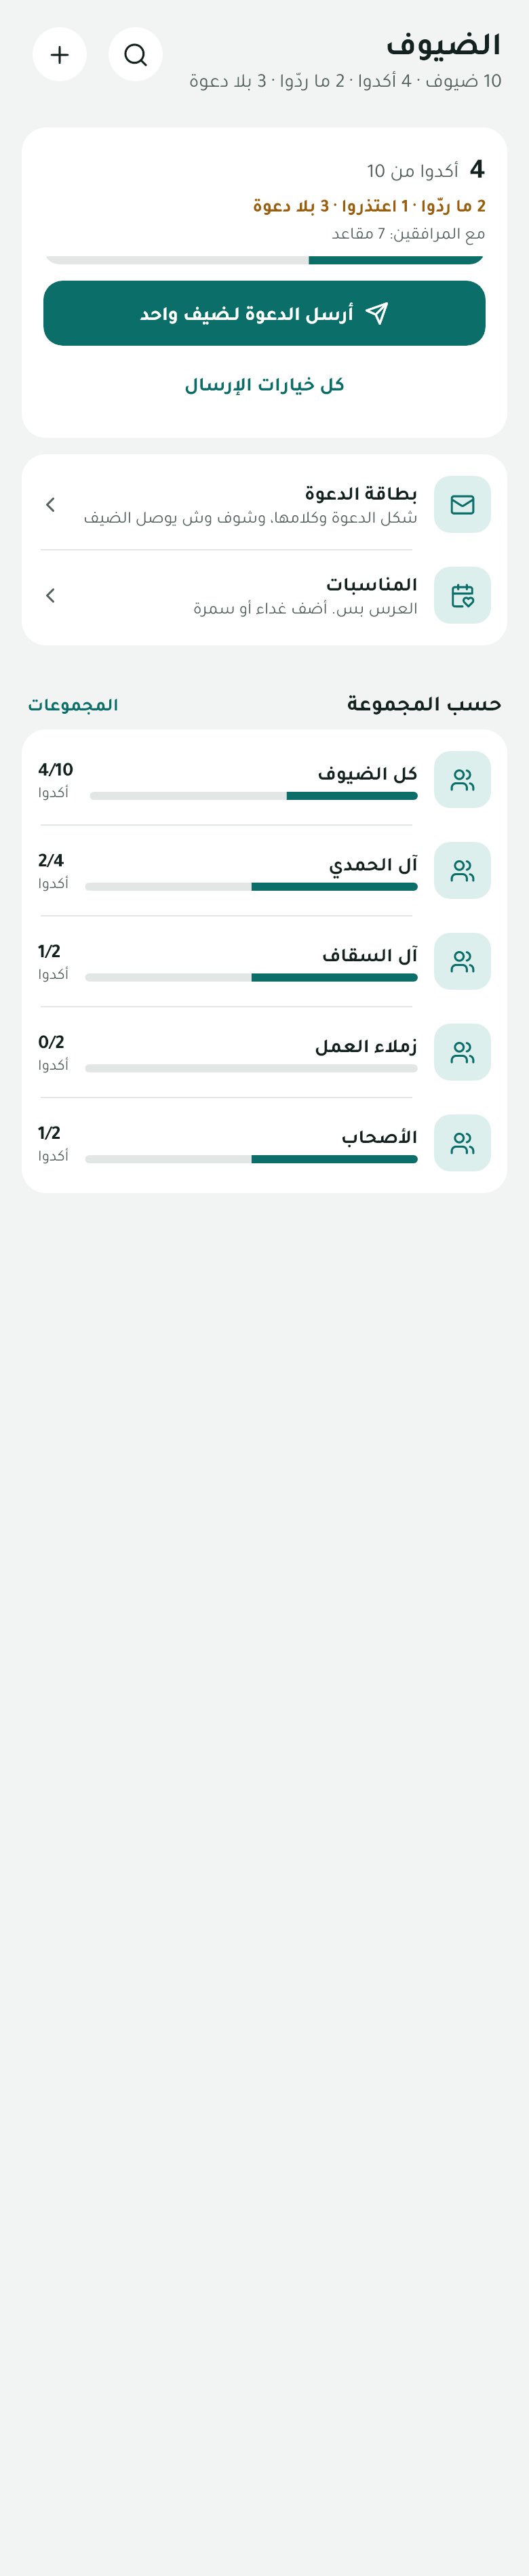 الضيوف
10 ضيوف · 4 أكدوا · 2 ما ردّوا · 3 بلا دعوة
4 أكدوا من 10
2 ما ردّوا · 1 اعتذروا · 3 بلا دعوة
مع المرافقين: 7 مقاعد
أرسل الدعوة لضيف واحد
كل خيارات الإرسال
بطاقة الدعوة
شكل الدعوة وكلامها، وشوف وش يوصل الضيف
المناسبات
العرس بس. أضف غداء أو سمرة
حسب المجموعة
المجموعات
كل الضيوف
4/10
أكدوا
آل الحمدي
2/4
أكدوا
آل السقاف
1/2
أكدوا
زملاء العمل
0/2
أكدوا
الأصحاب
1/2
أكدوا